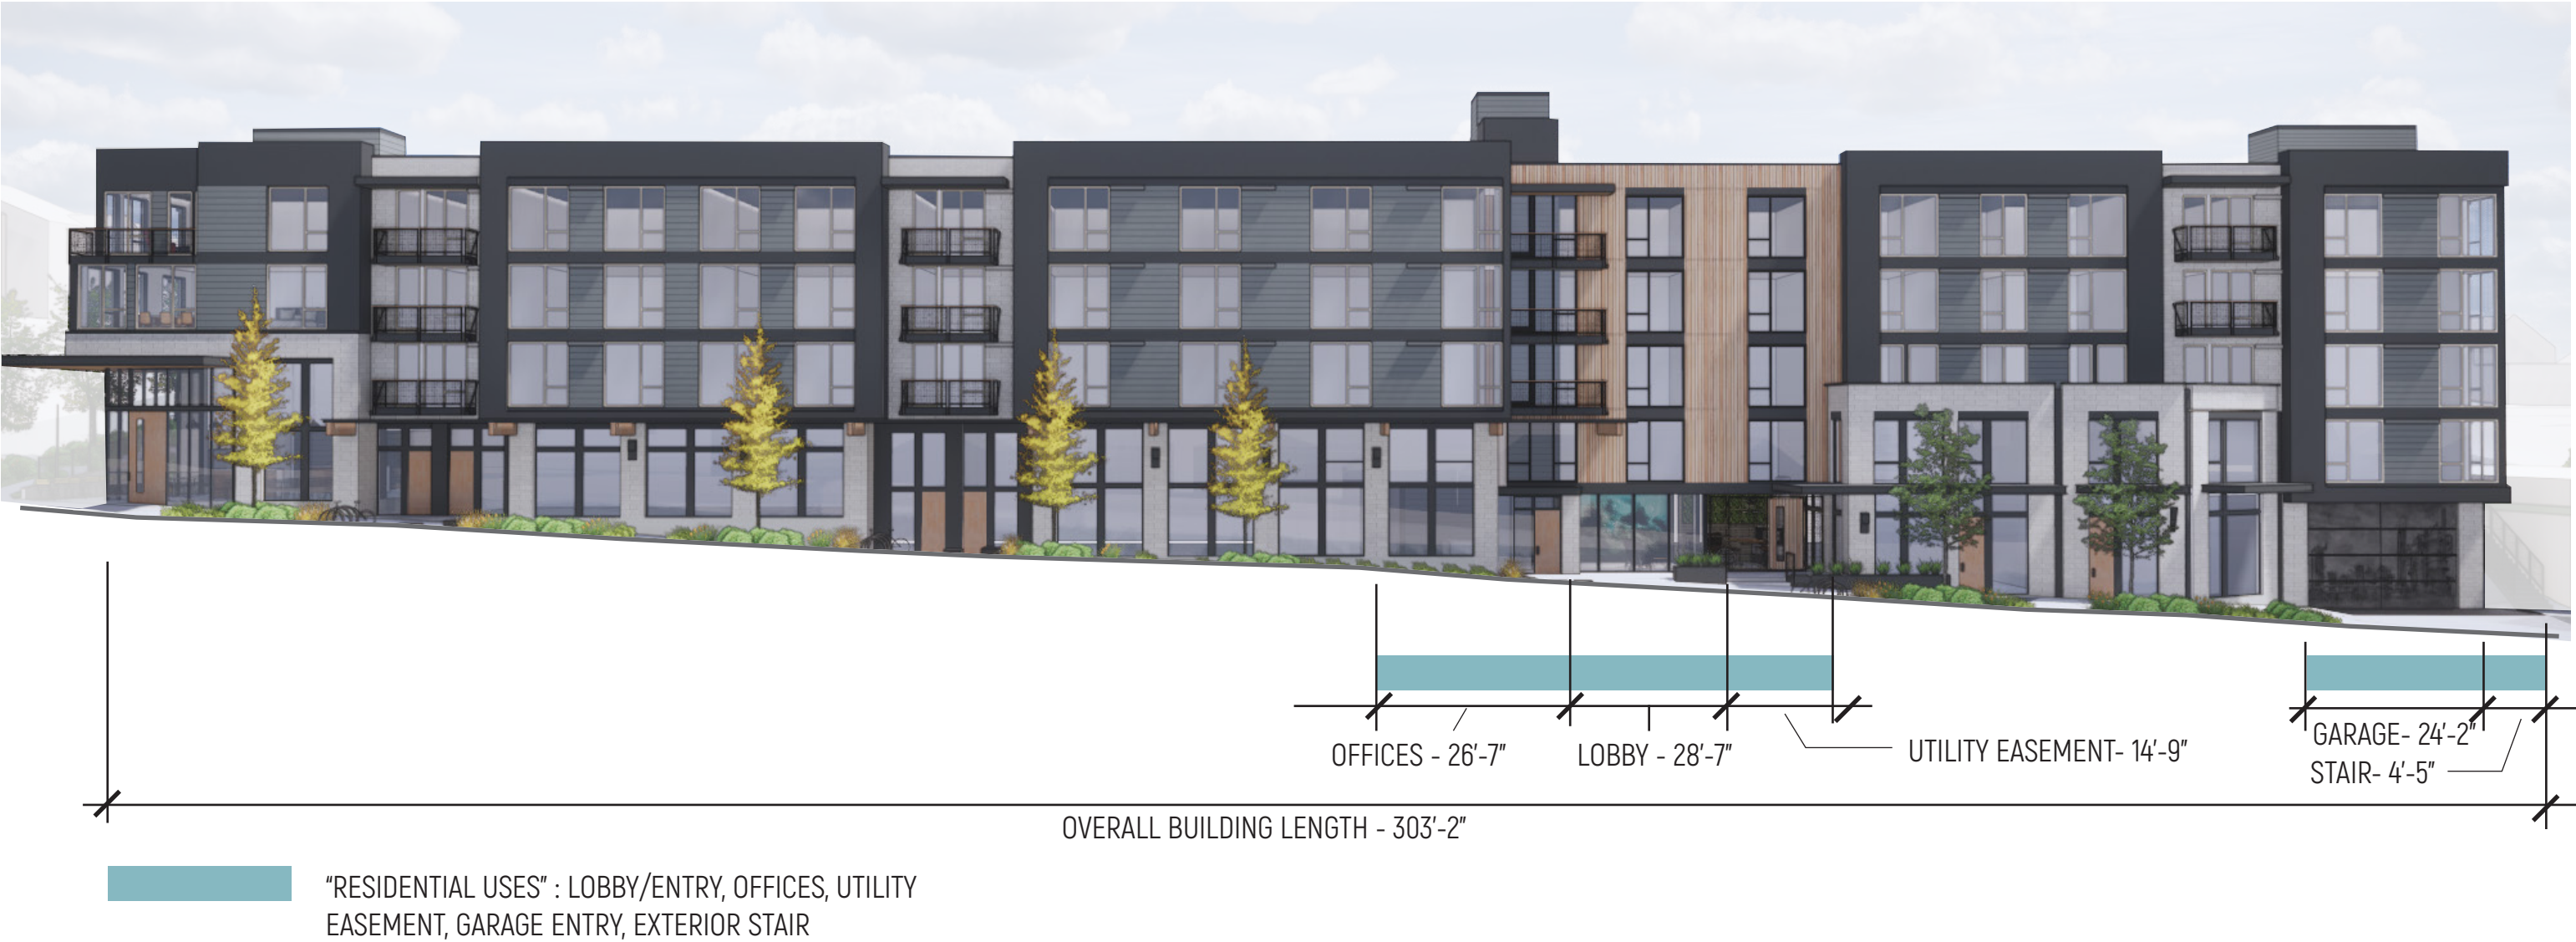 OFFICES - 26'-7"
LOBBY - 28'-7"
UTILITY EASEMENT- 14'-9"
GARAGE- 24'-2"
STAIR- 4'-5"
OVERALL BUILDING LENGTH - 303'-2"
"RESIDENTIAL USES" : LOBBY/ENTRY, OFFICES, UTILITY
EASEMENT, GARAGE ENTRY, EXTERIOR STAIR